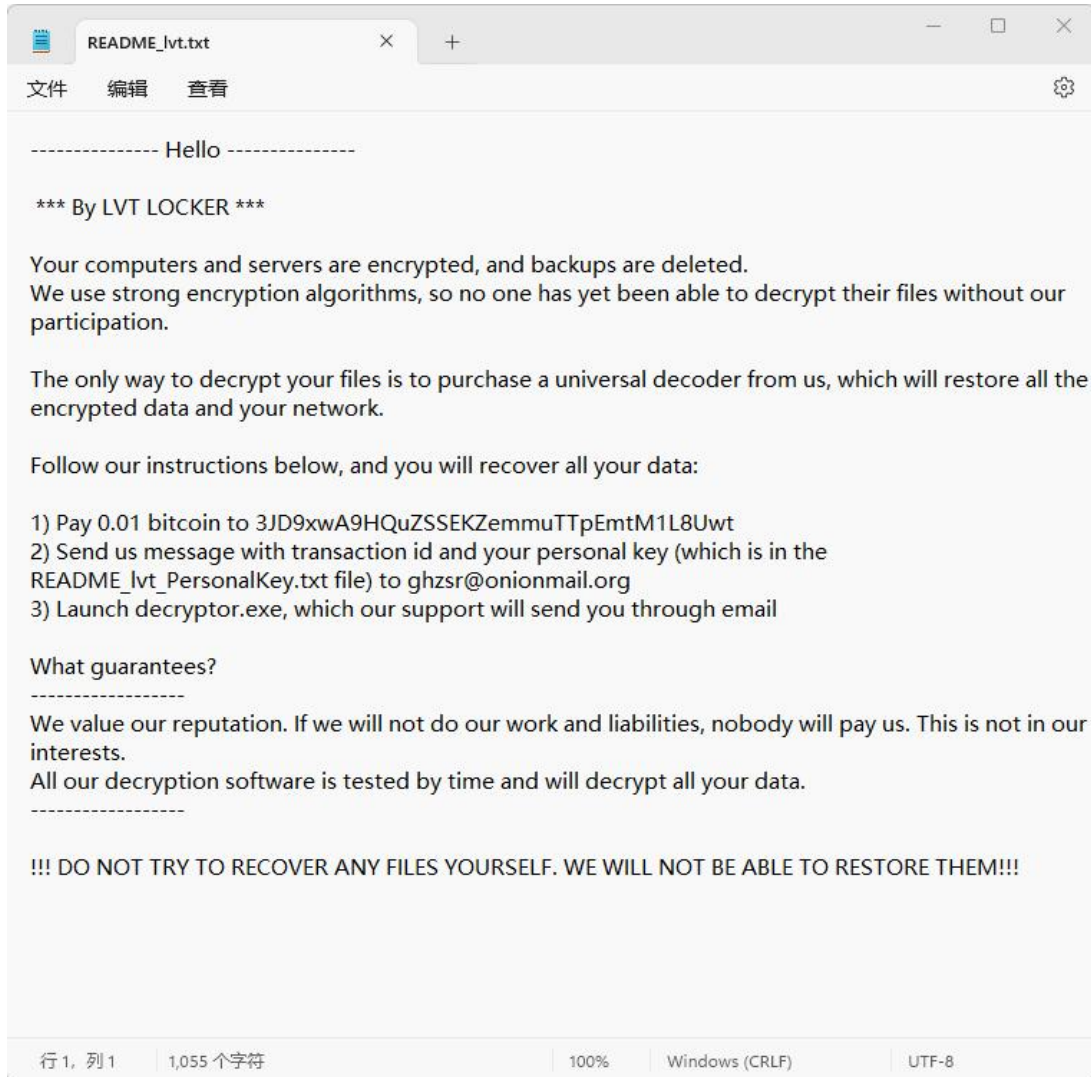 README_lvt.txt
文件 编辑 查看
--------------- Hello ---------------
*** By LVT LOCKER ***
Your computers and servers are encrypted, and backups are deleted.
We use strong encryption algorithms, so no one has yet been able to decrypt their files without our
participation.
The only way to decrypt your files is to purchase a universal decoder from us, which will restore all the
encrypted data and your network.
Follow our instructions below, and you will recover all your data:
1) Pay 0.01 bitcoin to 3JD9xwA9HQuZSSEKZemmuTTpEmtM1L8Uwt
2) Send us message with transaction id and your personal key (which is in the
README_lvt_PersonalKey.txt file) to ghzsr@onionmail.org
3) Launch decryptor.exe, which our support will send you through email
What guarantees?
------------------
We value our reputation. If we will not do our work and liabilities, nobody will pay us. This is not in our
interests.
All our decryption software is tested by time and will decrypt all your data.
------------------
!!! DO NOT TRY TO RECOVER ANY FILES YOURSELF. WE WILL NOT BE ABLE TO RESTORE THEM!!!
行 1, 列 1 1,055 个字符 100% Windows (CRLF) UTF-8